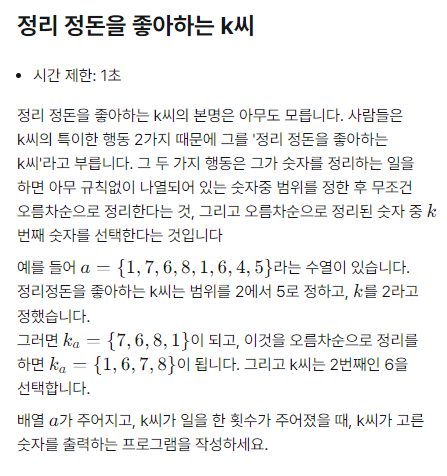 정리 정돈을 좋아하는 k씨
• 시간 제한: 1초
정리 정돈을 좋아하는 k씨의 본명은 아무도 모릅니다. 사람들은
k씨의 특이한 행동 2가지 때문에 그를 '정리 정돈을 좋아하는
k씨'라고 부릅니다. 그 두 가지 행동은 그가 숫자를 정리하는 일을
하면 아무 규칙없이 나열되어 있는 숫자중 범위를 정한 후 무조건
오름차순으로 정리한다는 것, 그리고 오름차순으로 정리된 숫자 중 k
번째 숫자를 선택한다는 것입니다
예를 들어 a = {1, 7, 6, 8, 1, 6, 4, 5}라는 수열이 있습니다.
정리정돈을 좋아하는 k씨는 범위를 2에서 5로 정하고, k를 2라고
정했습니다.
그러면 kₐ = {7, 6, 8, 1}이 되고, 이것을 오름차순으로 정리를
하면 kₐ = {1, 6, 7, 8}이 됩니다. 그리고 k씨는 2번째인 6을
선택합니다.
배열 a가 주어지고, k씨가 일을 한 횟수가 주어졌을 때, k씨가 고른
숫자를 출력하는 프로그램을 작성하세요.